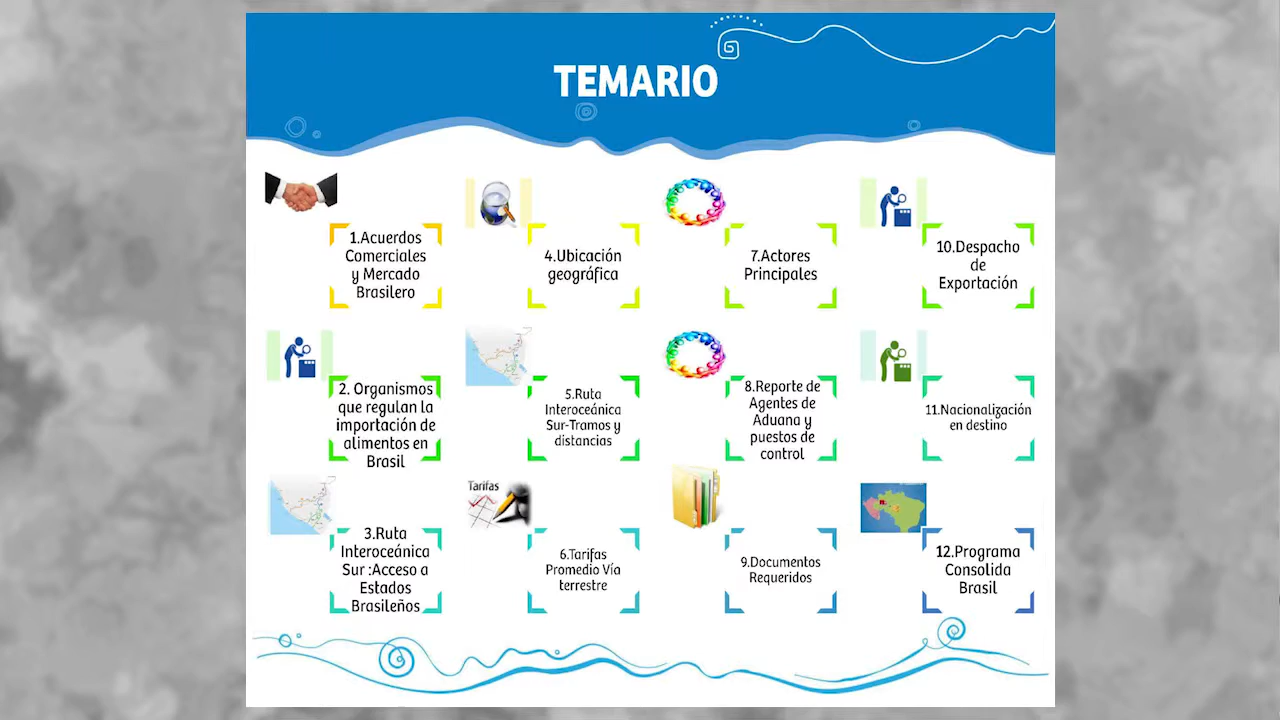 TEMARIO
1.Acuerdos
Comerciales
y Mercado
Brasilero
2. Organismos
que regulan la
importación de
alimentos en
Brasil
3.Ruta
Interoceánica
Sur :Acceso a
Estados
Brasileños
4.Ubicación
geográfica
5.Ruta
Interoceánica
Sur-Tramos y
distancias
Tarifas
6.Tarifas
Promedio Vía
terrestre
7.Actores
Principales
8.Reporte de
Agentes de
Aduana y
puestos de
control
9.Documentos
Requeridos
10.Despacho
de
Exportación
11.Nacionalización
en destino
12.Programa
Consolida
Brasil